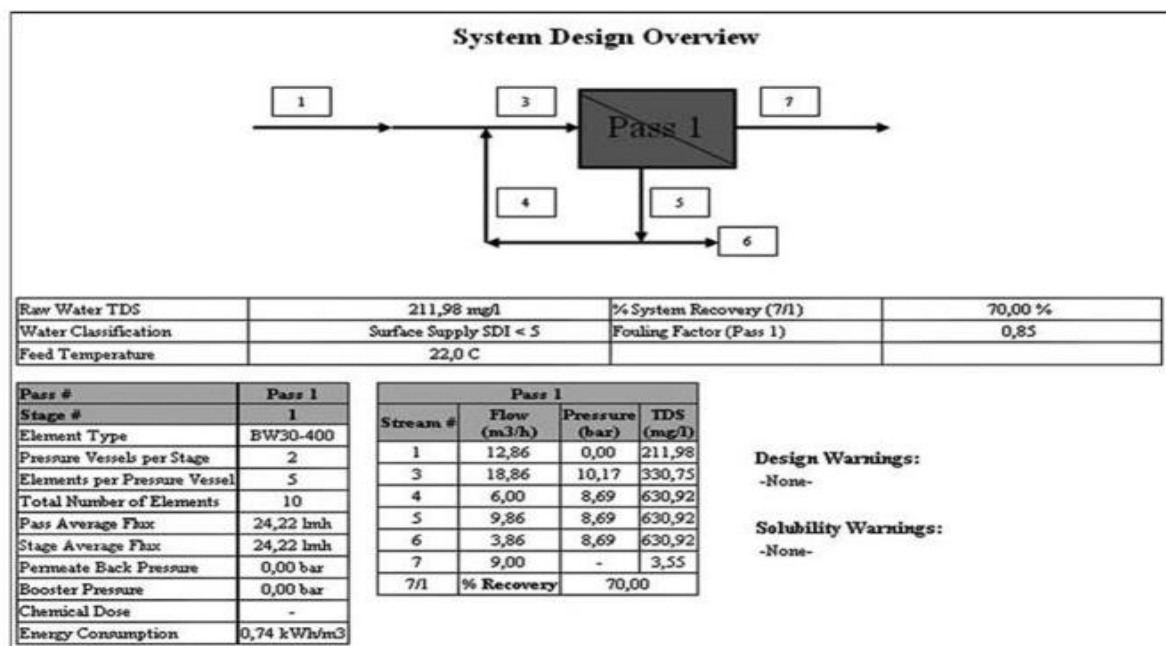 System Design Overview
1
3
7
Pass 1
4
5
6
Raw Water TDS 211,98 mg/l % System Recovery (7/1) 70,00 %
Water Classification Surface Supply SDI < 5 Fouling Factor (Pass 1) 0,85
Feed Temperature 22,0 C
Pass # Pass 1
Stage # 1
Element Type BW30-400
Pressure Vessels per Stage 2
Elements per Pressure Vessel 5
Total Number of Elements 10
Pass Average Flux 24,22 lmh
Stage Average Flux 24,22 lmh
Permeate Back Pressure 0,00 bar
Booster Pressure 0,00 bar
Chemical Dose -
Energy Consumption 0,74 kWh/m3
Pass 1
Stream # Flow (m3/h) Pressure (bar) TDS (mg/l)
1 12,86 0,00 211,98
3 18,86 10,17 330,75
4 6,00 8,69 630,92
5 9,86 8,69 630,92
6 3,86 8,69 630,92
7 9,00 - 3,55
7/1 % Recovery 70,00
Design Warnings:
-None-
Solubility Warnings:
-None-